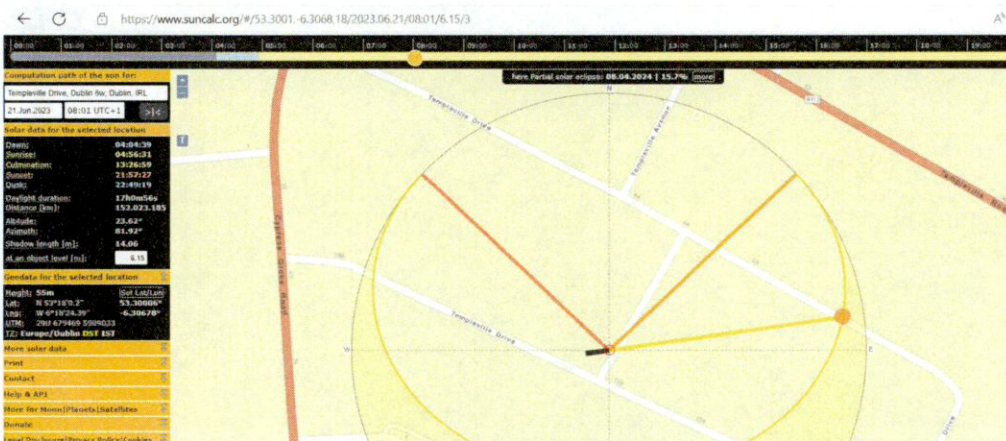 https://www.suncalc.org/#/53.3001,-6.3068,18/2023.06.21/08:01/6.15/3
00:00 01:00 02:00 03:00 04:00 05:00 06:00 07:00 08:00 09:00 10:00 11:00 12:00 13:00 14:00 15:00 16:00 17:00 18:00 19:00
Computation path of the sun for:
Templeville Drive, Dublin 6w, Dublin, IRL
21.Jun.2023 08:01 UTC+1 >|<
Solar data for the selected location
Dawn: 04:04:39
Sunrise: 04:56:31
Culmination: 13:26:59
Sunset: 21:57:27
Dusk: 22:49:19
Daylight duration: 17h0m56s
Distance [km]: 152.023.185
Altitude: 23.62°
Azimuth: 81.92°
Shadow length [m]: 14.06
at an object level [m]: 6.15
Geodata for the selected location
Height: 55m Set Lat/Lon
Lat: N 53°18'0.2" 53.30006°
Lng: W 6°18'24.39" -6.30678°
UTM: 29U 679469 5909033
TZ: Europe/Dublin DST IST
More solar data
Print
Contact
Help & API
More for Moon|Planets|Satellites
Donate
Legal Disclosure|Privacy Policy|Cookies
here Partial solar eclipse: 08.04.2024 | 15.7% more
N
W
E
Templeville Drive
Templeville Avenue
Templeville Road
Cypress Grove Road
Templeville Drive
Drive